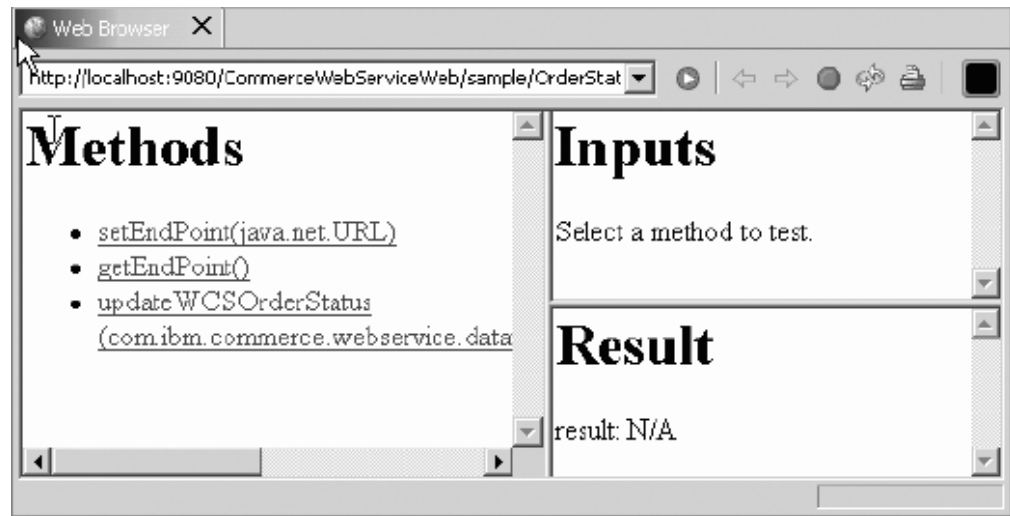 Web Browser
http://localhost:9080/CommerceWebServiceWeb/sample/OrderStat
Methods
setEndPoint(java.net.URL)
getEndPoint()
updateWCSOrderStatus
(com.ibm.commerce.webservice.data
Inputs
Select a method to test.
Result
result: N/A